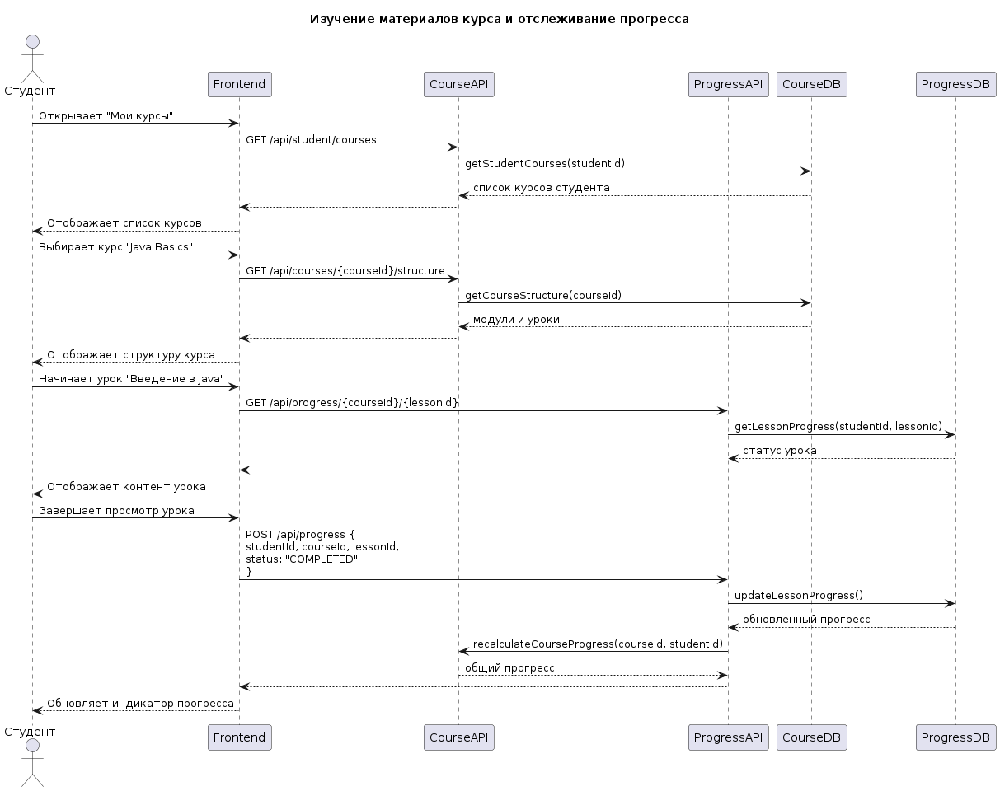 Изучение материалов курса и отслеживание прогресса
Студент
Frontend
CourseAPI
ProgressAPI
CourseDB
ProgressDB
Открывает "Мои курсы"
GET /api/student/courses
getStudentCourses(studentId)
список курсов студента
Отображает список курсов
Выбирает курс "Java Basics"
GET /api/courses/{courseId}/structure
getCourseStructure(courseId)
модули и уроки
Отображает структуру курса
Начинает урок "Введение в Java"
GET /api/progress/{courseId}/{lessonId}
getLessonProgress(studentId, lessonId)
статус урока
Отображает контент урока
Завершает просмотр урока
POST /api/progress {
studentId, courseId, lessonId,
status: "COMPLETED"
}
updateLessonProgress()
обновленный прогресс
recalculateCourseProgress(courseId, studentId)
общий прогресс
Обновляет индикатор прогресса
Студент
Frontend
CourseAPI
ProgressAPI
CourseDB
ProgressDB